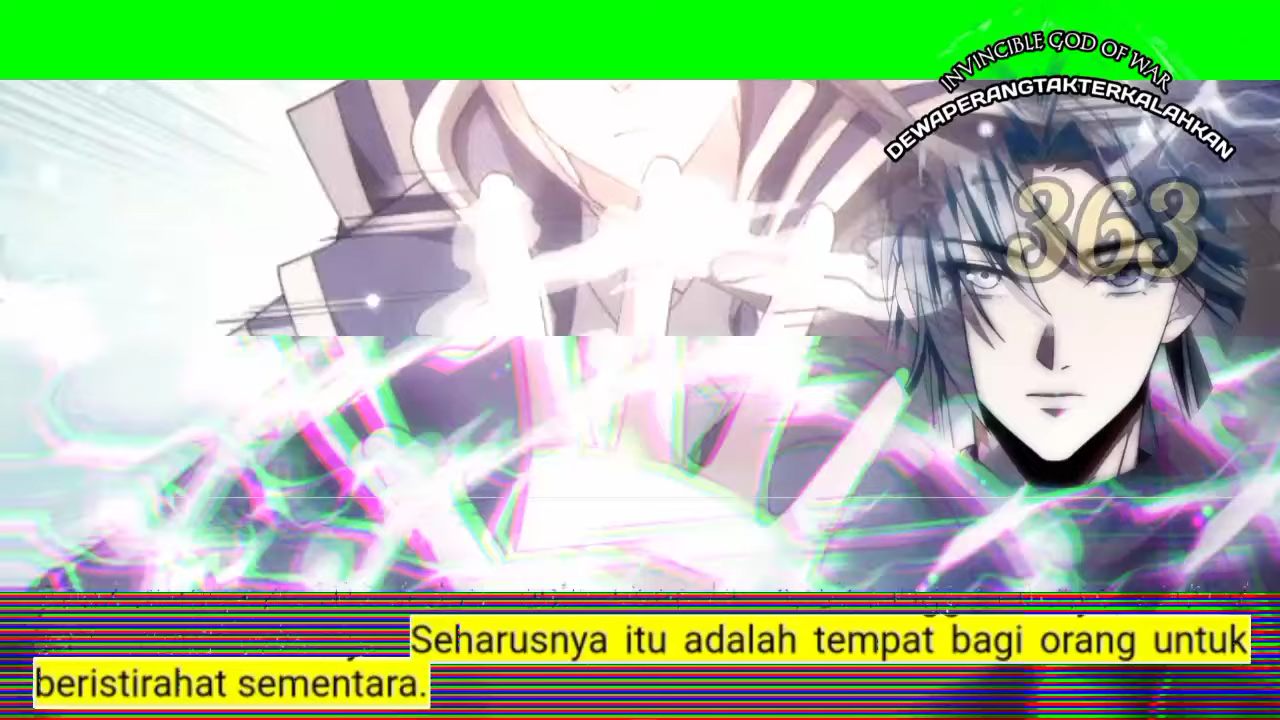 INVINCIBLE GOD OF WAR
DEWAPERANGTAKTERKALAHKAN
363
Seharusnya itu adalah tempat bagi orang untuk
beristirahat sementara.